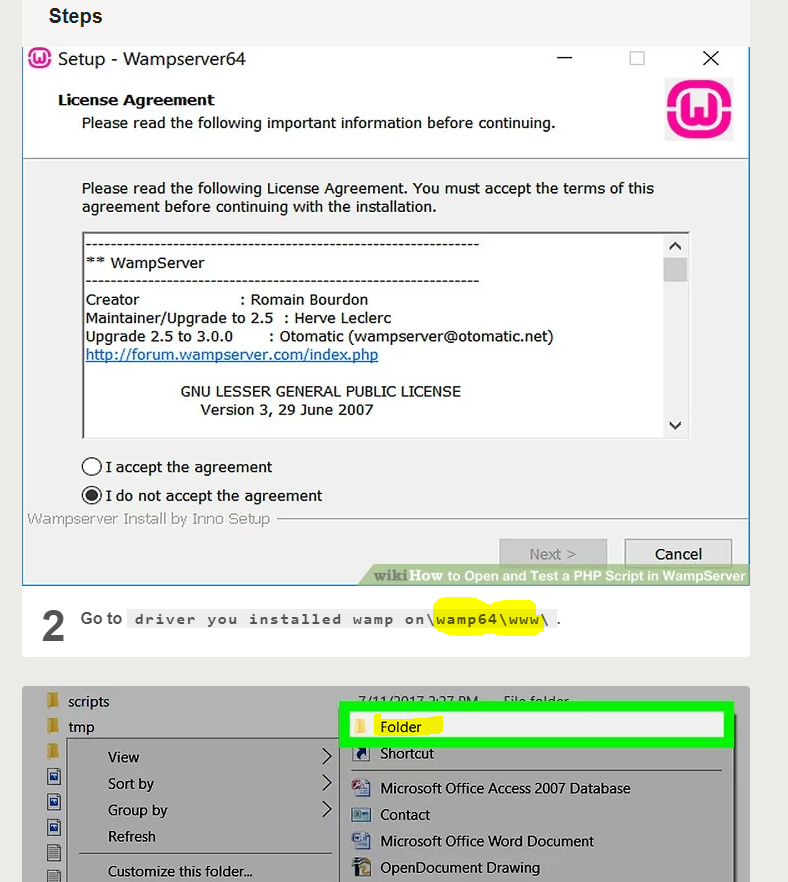 Steps
Setup - Wampserver64
License Agreement
Please read the following important information before continuing.
Please read the following License Agreement. You must accept the terms of this
agreement before continuing with the installation.
---------------------------------------------------------------
** WampServer
---------------------------------------------------------------
Creator : Romain Bourdon
Maintainer/Upgrade to 2.5 : Herve Leclerc
Upgrade 2.5 to 3.0.0 : Otomatic (wampserver@otomatic.net)
http://forum.wampserver.com/index.php
GNU LESSER GENERAL PUBLIC LICENSE
Version 3, 29 June 2007
I accept the agreement
I do not accept the agreement
Wampserver Install by Inno Setup
Next >
Cancel
wikiHow to Open and Test a PHP Script in WampServer
2 Go to driver you installed wamp on\wamp64\www\ .
scripts 7/11/2017 2:27 PM File folder
tmp
Folder
View
Shortcut
Sort by
Microsoft Office Access 2007 Database
Group by
Contact
Refresh
Microsoft Office Word Document
Customize this folder...
OpenDocument Drawing